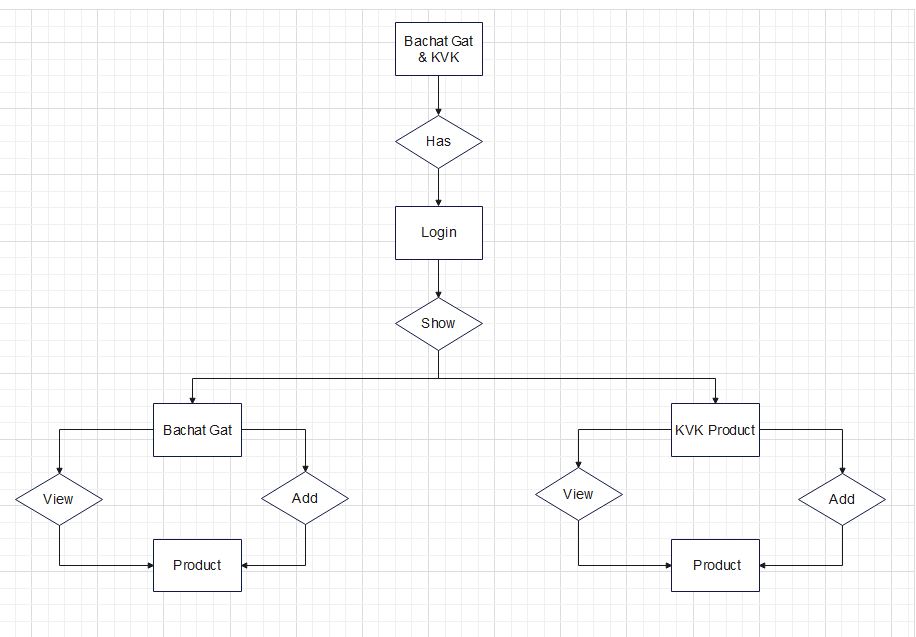 Bachat Gat
& KVK
Has
Login
Show
Bachat Gat
KVK Product
View
Add
View
Add
Product
Product